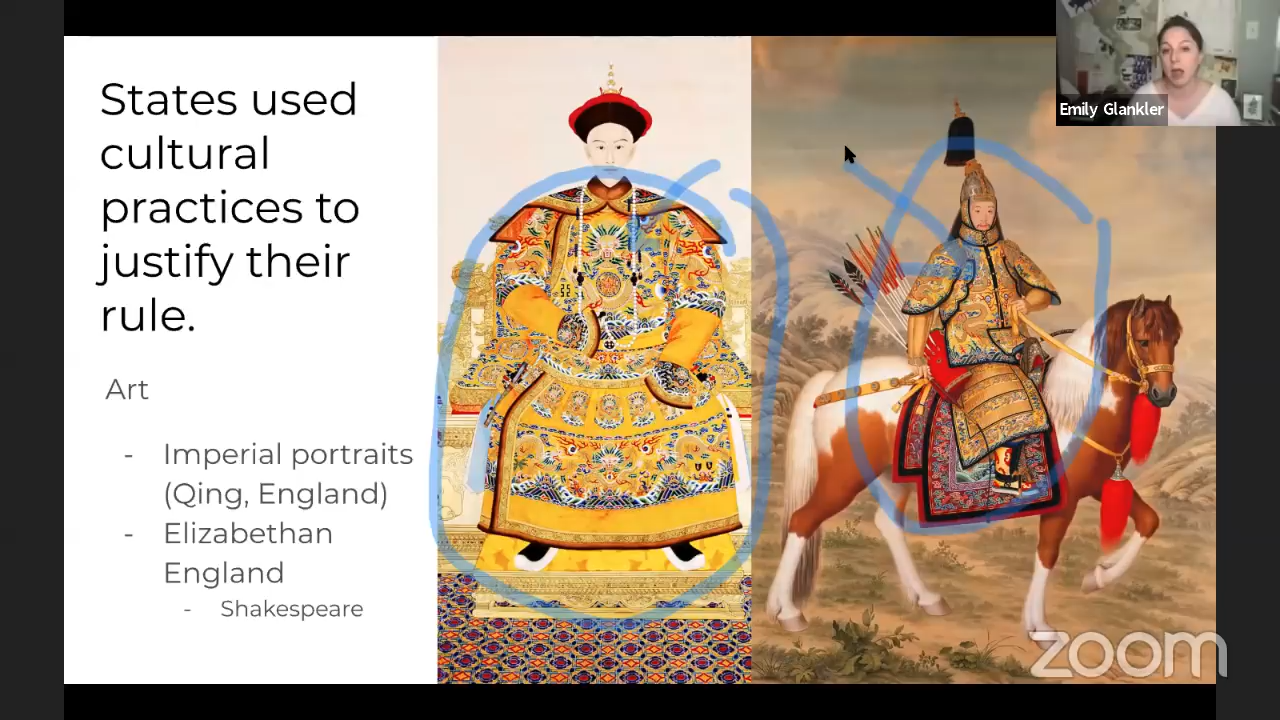 States used
cultural
practices to
justify their
rule.
Art
- Imperial portraits
(Qing, England)
- Elizabethan
England
- Shakespeare
Emily Glankler
zoom